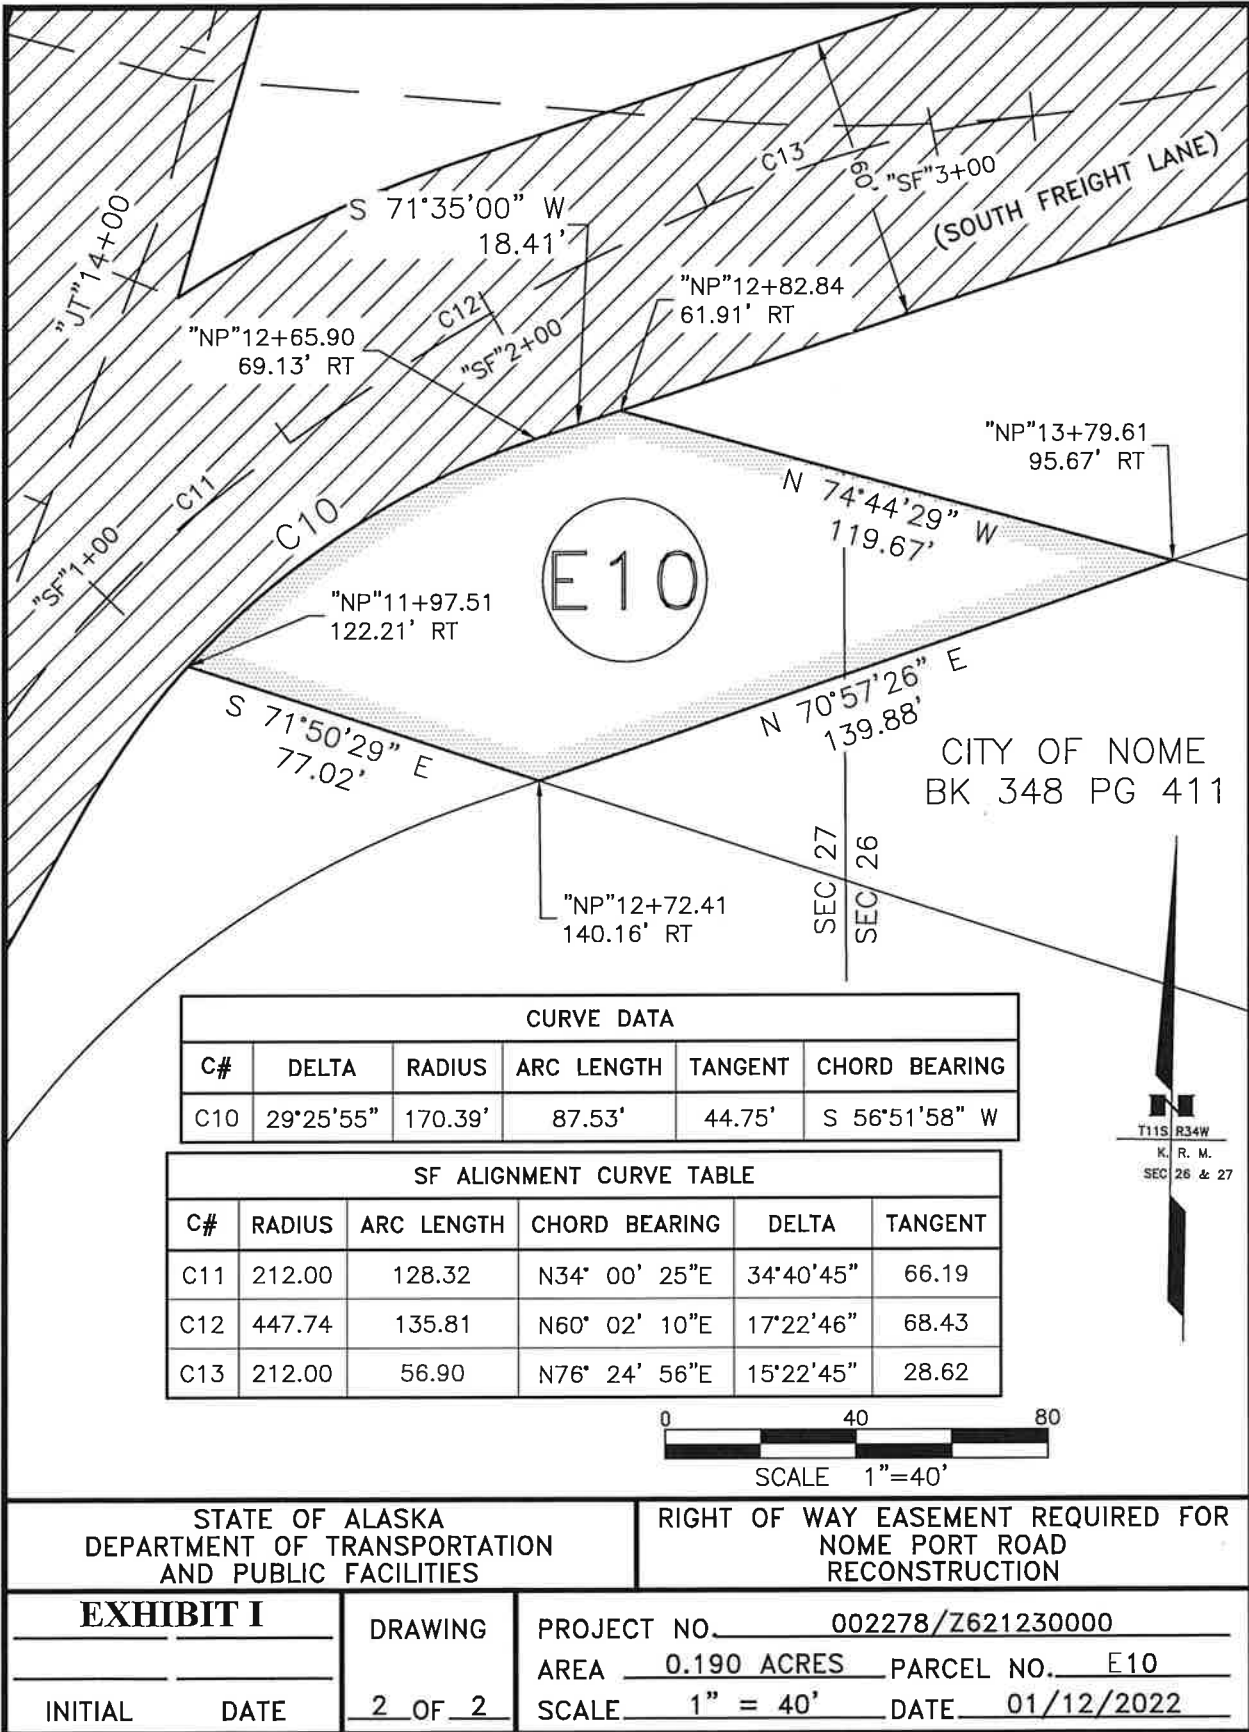 S 71°35'00" W
18.41'
C13
60'
"SF"3+00
(SOUTH FREIGHT LANE)
"JT"14+00
"NP"12+82.84
61.91' RT
C12
"SF"2+00
"NP"12+65.90
69.13' RT
"NP"13+79.61
95.67' RT
C11
C10
N 74°44'29" W
119.67'
"SF"1+00
E10
"NP"11+97.51
122.21' RT
S 71°50'29" E
77.02'
N 70°57'26" E
139.88'
CITY OF NOME
BK 348 PG 411
SEC 27
SEC 26
"NP"12+72.41
140.16' RT
N
T11S R34W
K. R. M.
SEC 26 & 27
CURVE DATA
C# DELTA RADIUS ARC LENGTH TANGENT CHORD BEARING
C10 29°25'55" 170.39' 87.53' 44.75' S 56°51'58" W
SF ALIGNMENT CURVE TABLE
C# RADIUS ARC LENGTH CHORD BEARING DELTA TANGENT
C11 212.00 128.32 N34° 00' 25"E 34°40'45" 66.19
C12 447.74 135.81 N60° 02' 10"E 17°22'46" 68.43
C13 212.00 56.90 N76° 24' 56"E 15°22'45" 28.62
0 40 80
SCALE 1"=40'
STATE OF ALASKA
DEPARTMENT OF TRANSPORTATION
AND PUBLIC FACILITIES
RIGHT OF WAY EASEMENT REQUIRED FOR
NOME PORT ROAD
RECONSTRUCTION
EXHIBIT I
INITIAL DATE
DRAWING
2 OF 2
PROJECT NO. 002278/Z621230000
AREA 0.190 ACRES PARCEL NO. E10
SCALE 1" = 40' DATE 01/12/2022